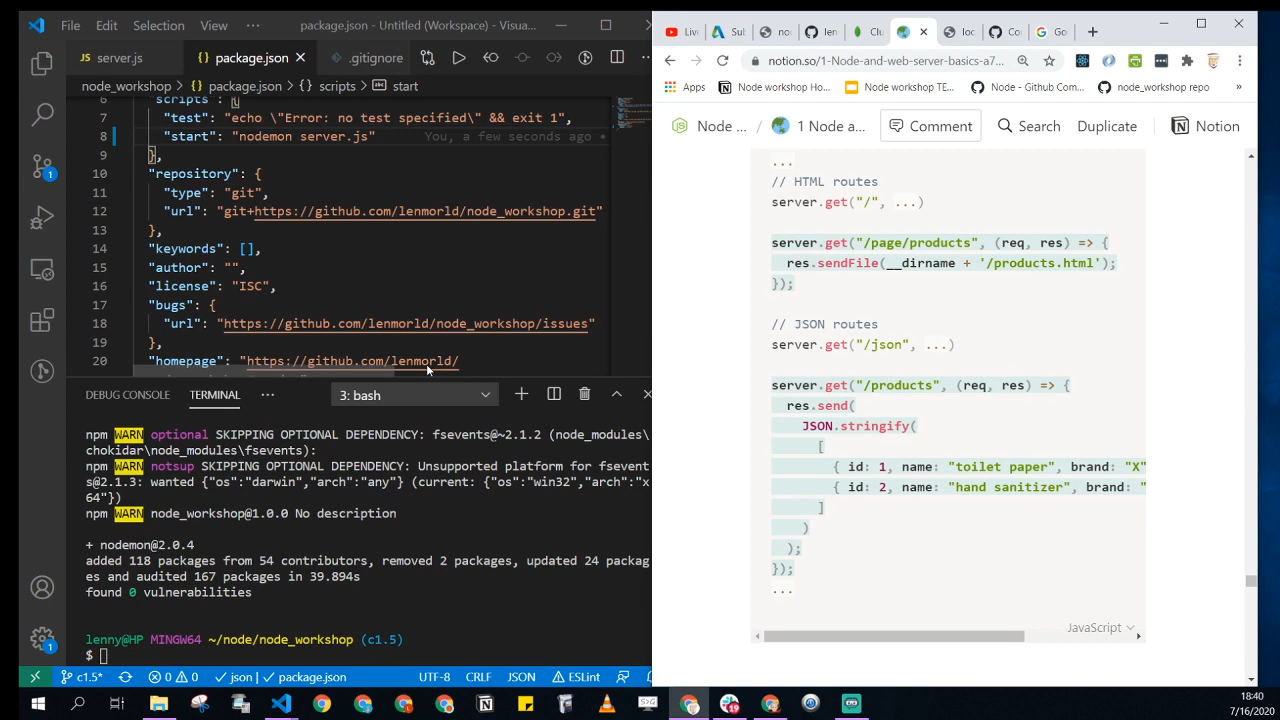 File Edit Selection View ... package.json - Untitled (Workspace) - Visua...
server.js {} package.json .gitignore
node_workshop > {} package.json > {} scripts > start
6 "scripts": {
7 "test": "echo \"Error: no test specified\" && exit 1",
8 "start": "nodemon server.js" You, a few seconds ago •
9 },
10 "repository": {
11 "type": "git",
12 "url": "git+https://github.com/lenmorld/node_workshop.git"
13 },
14 "keywords": [],
15 "author": "",
16 "license": "ISC",
17 "bugs": {
18 "url": "https://github.com/lenmorld/node_workshop/issues"
19 },
20 "homepage": "https://github.com/lenmorld/
DEBUG CONSOLE TERMINAL ... 3: bash
npm WARN optional SKIPPING OPTIONAL DEPENDENCY: fsevents@~2.1.2 (node_modules\
chokidar\node_modules\fsevents):
npm WARN notsup SKIPPING OPTIONAL DEPENDENCY: Unsupported platform for fsevent
s@2.1.3: wanted {"os":"darwin","arch":"any"} (current: {"os":"win32","arch":"x
64"})
npm WARN node_workshop@1.0.0 No description
+ nodemon@2.0.4
added 118 packages from 54 contributors, removed 2 packages, updated 24 packag
es and audited 167 packages in 39.894s
found 0 vulnerabilities
lenny@HP MINGW64 ~/node/node_workshop (c1.5)
$
c1.5* 0 0 json package.json UTF-8 CRLF JSON ESLint
Live Sub noc len Clu loc Co Go
notion.so/1-Node-and-web-server-basics-a7...
Apps Node workshop Hom... Node workshop TE... Node - Github Com... node_workshop repo
Node ... / 1 Node a... Comment Search Duplicate Notion
...
// HTML routes
server.get("/", ...)
server.get("/page/products", (req, res) => {
res.sendFile(__dirname + '/products.html');
});
// JSON routes
server.get("/json", ...)
server.get("/products", (req, res) => {
res.send(
JSON.stringify(
[
{ id: 1, name: "toilet paper", brand: "X"
{ id: 2, name: "hand sanitizer", brand: "
]
)
);
});
...
JavaScript
18:40
7/16/2020